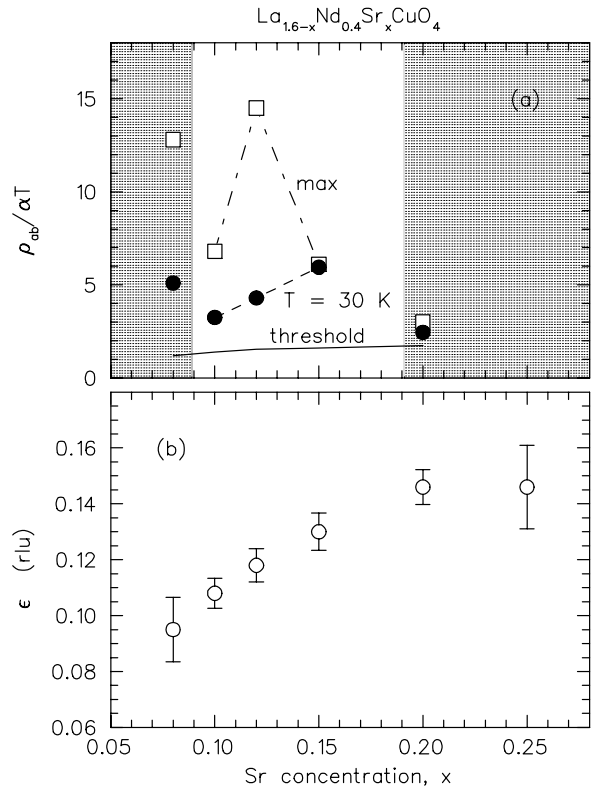 La1.6-xNd0.4SrxCuO4
15
(a)
10
ρab/αT
max
5
T = 30 K
threshold
0
0.16
(b)
0.14
ϵ (rlu)
0.12
0.10
0.08
0.06
0.05 0.10 0.15 0.20 0.25
Sr concentration, x